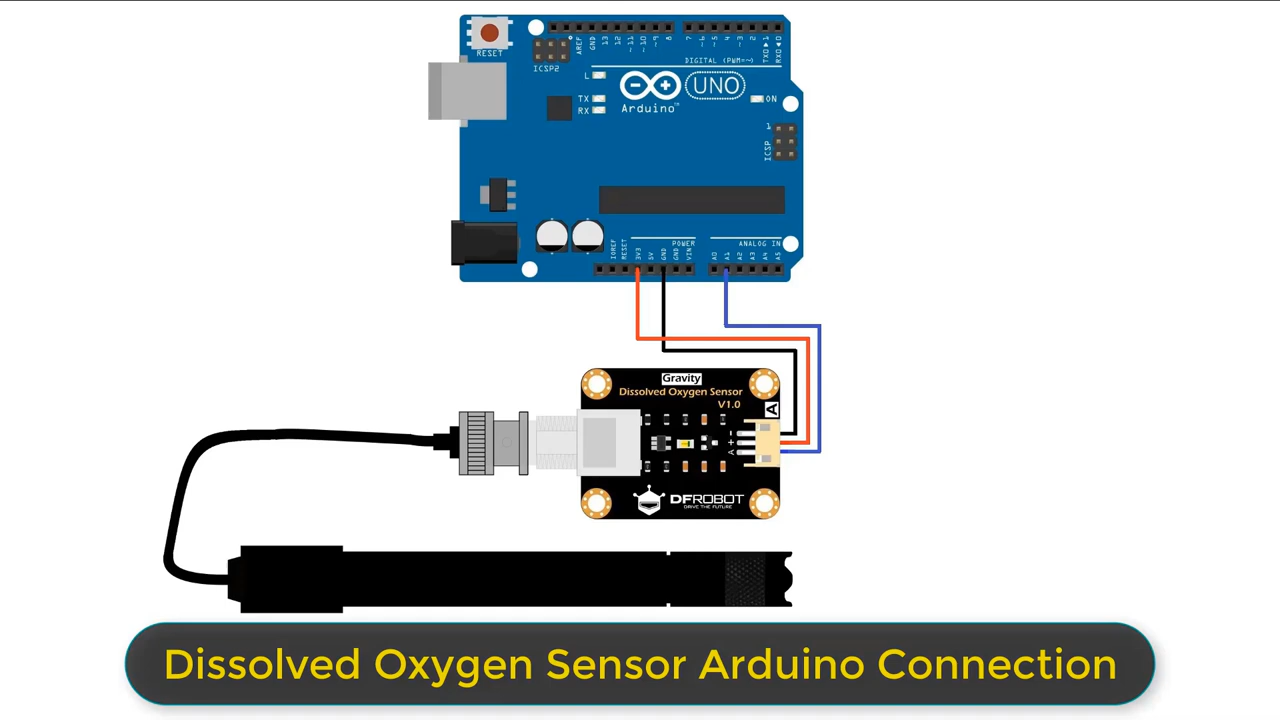 RESET
ICSP2
AREF
GND
13
12
~11
~10
~9
8
7
~6
~5
4
~3
2
TX0▶1
RX0◀0
DIGITAL (PWM=~)
L
TX
RX
Arduino™
UNO
ON
1
ICSP
IOREF
RESET
3V3
5V
GND
GND
VIN
POWER
ANALOG IN
A0
A1
A2
A3
A4
A5
Gravity
Dissolved Oxygen Sensor
V1.0
A
-
+
A
DFROBOT
DRIVE THE FUTURE
Dissolved Oxygen Sensor Arduino Connection